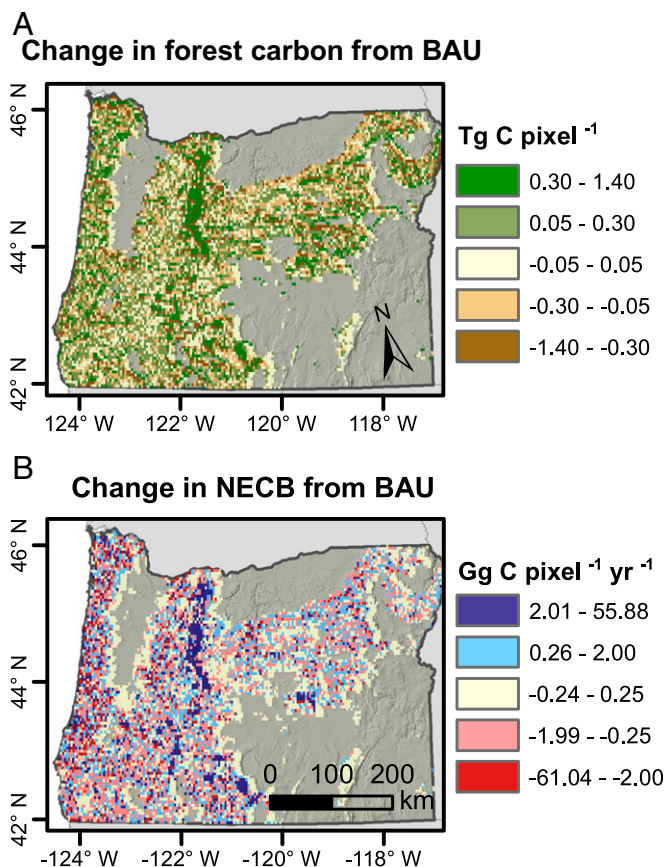 A
Change in forest carbon from BAU
46° N
44° N
42° N
N
124° W
122° W
120° W
118° W
Tg C pixel -1
0.30 - 1.40
0.05 - 0.30
-0.05 - 0.05
-0.30 - -0.05
-1.40 - -0.30
B
Change in NECB from BAU
46° N
44° N
42° N
0 100 200
km
-124° W
-122° W
-120° W
-118° W
Gg C pixel -1 yr -1
2.01 - 55.88
0.26 - 2.00
-0.24 - 0.25
-1.99 - -0.25
-61.04 - -2.00